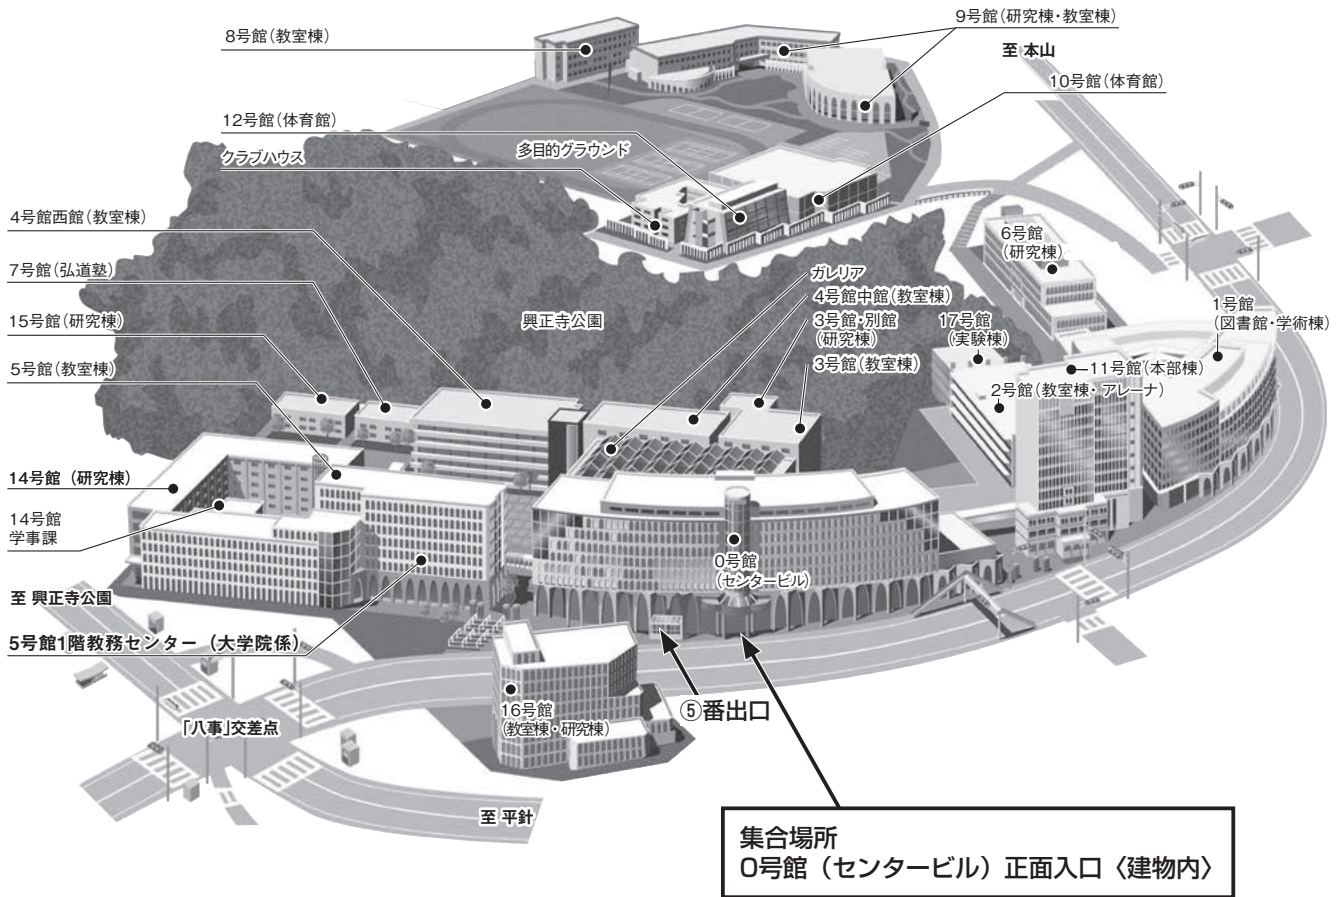 8号館(教室棟)
9号館(研究棟・教室棟)
至 本山
10号館(体育館)
12号館(体育館)
クラブハウス
多目的グラウンド
4号館西館(教室棟)
7号館(弘道塾)
15号館(研究棟)
5号館(教室棟)
興正寺公園
ガレリア
4号館中館(教室棟)
3号館・別館
(研究棟)
3号館(教室棟)
6号館
(研究棟)
17号館
(実験棟)
1号館
(図書館・学術棟)
11号館(本部棟)
2号館(教室棟・アレーナ)
14号館(研究棟)
14号館
学事課
0号館
(センタービル)
至 興正寺公園
5号館1階教務センター(大学院係)
16号館
(教室棟・研究棟)
⑤番出口
「八事」交差点
至 平針
集合場所
0号館(センタービル)正面入口〈建物内〉